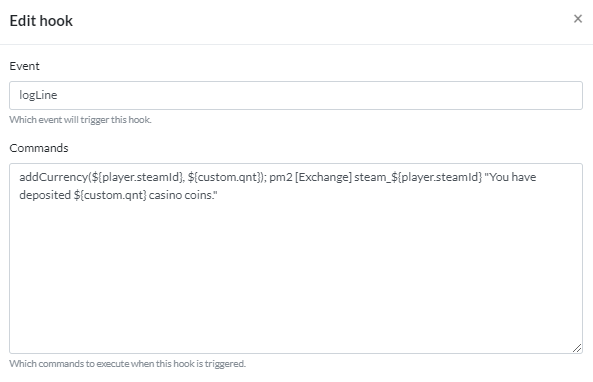 Edit hook
×
Event
logLine
Which event will trigger this hook.
Commands
addCurrency(${player.steamId}, ${custom.qnt}); pm2 [Exchange] steam_${player.steamId} "You have
deposited ${custom.qnt} casino coins."
Which commands to execute when this hook is triggered.